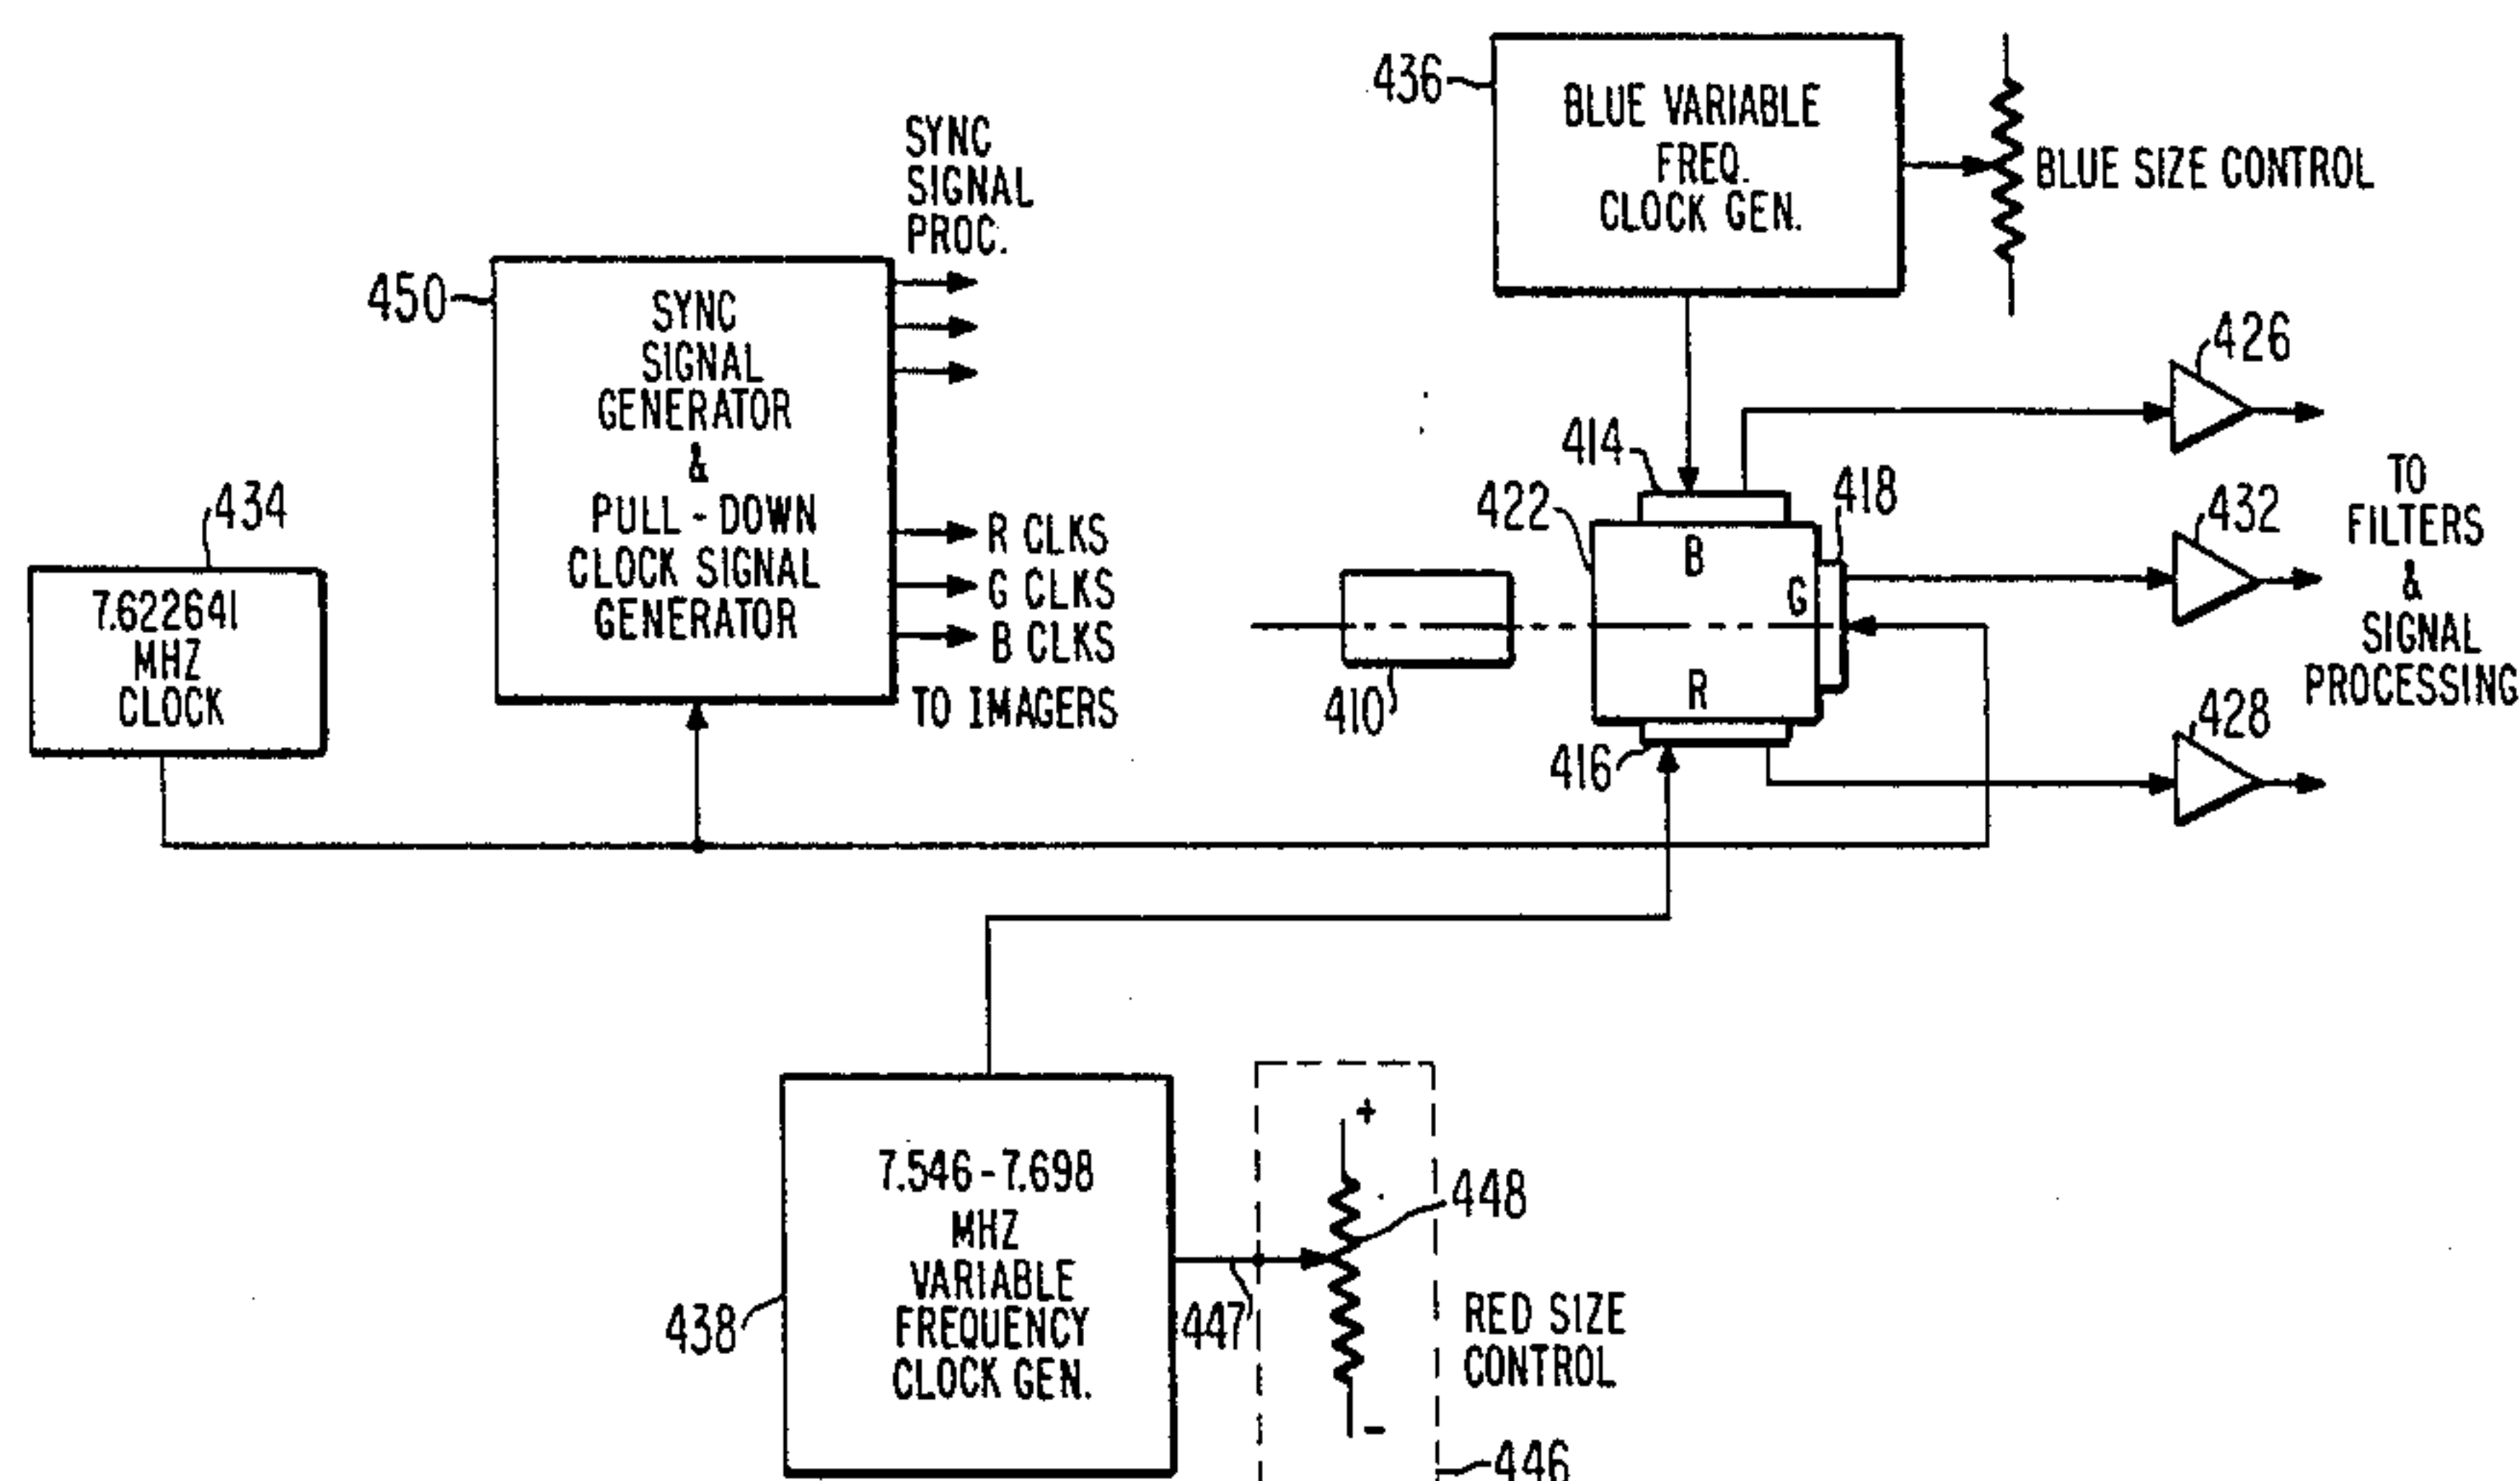 436
BLUE VARIABLE
FREQ.
CLOCK GEN.
BLUE SIZE CONTROL
SYNC
SIGNAL
PROC.
450
SYNC
SIGNAL
GENERATOR
&
PULL-DOWN
CLOCK SIGNAL
GENERATOR
R CLKS
G CLKS
B CLKS
TO IMAGERS
434
7.622641
MHZ
CLOCK
426
414
422
418
432
B
G
R
410
416
428
TO
FILTERS
&
SIGNAL
PROCESSING
438
7.546-7.698
MHZ
VARIABLE
FREQUENCY
CLOCK GEN.
447
+
448
-
RED SIZE
CONTROL
446